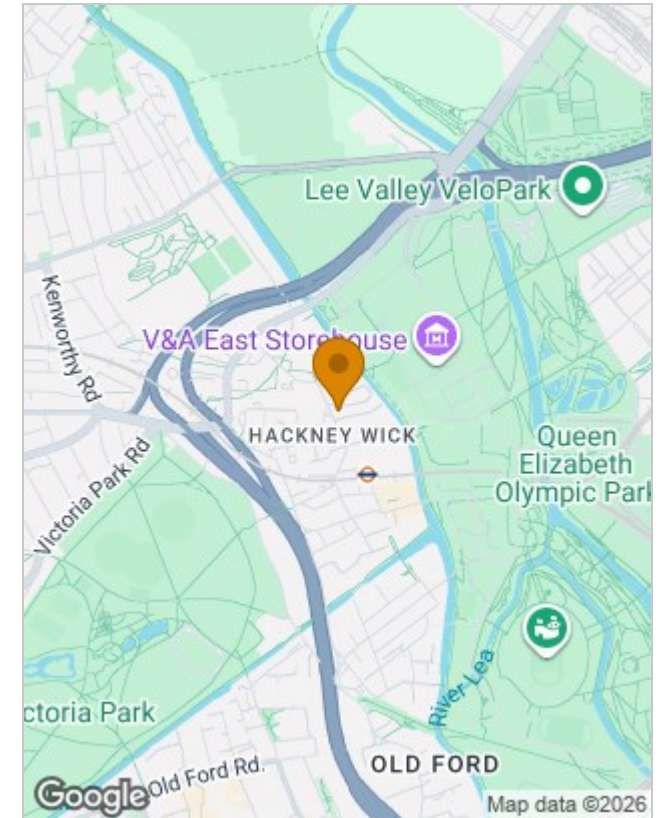 Lee Valley VeloPark
Kenworthy Rd
V&A East Storehouse
HACKNEY WICK
Queen
Elizabeth
Olympic Park
Victoria Park Rd
River Lea
ctoria Park
OLD FORD
Old Ford Rd.
Google
Map data ©2026